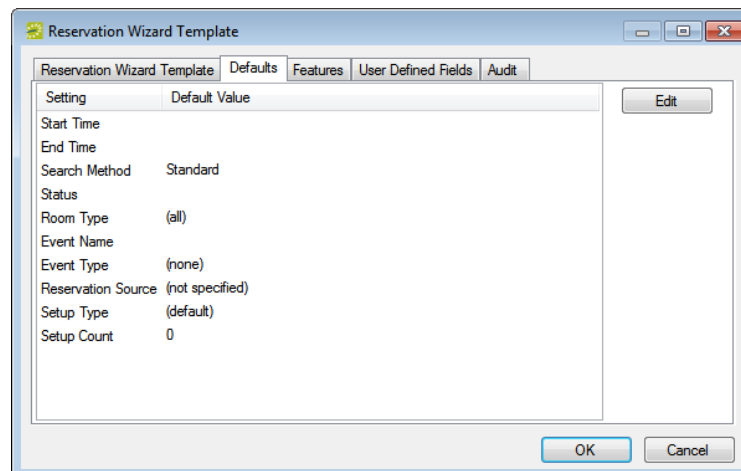 Reservation Wizard Template
Reservation Wizard Template Defaults Features User Defined Fields Audit
Setting Default Value
Edit
Start Time
End Time
Search Method Standard
Status
Room Type (all)
Event Name
Event Type (none)
Reservation Source (not specified)
Setup Type (default)
Setup Count 0
OK Cancel